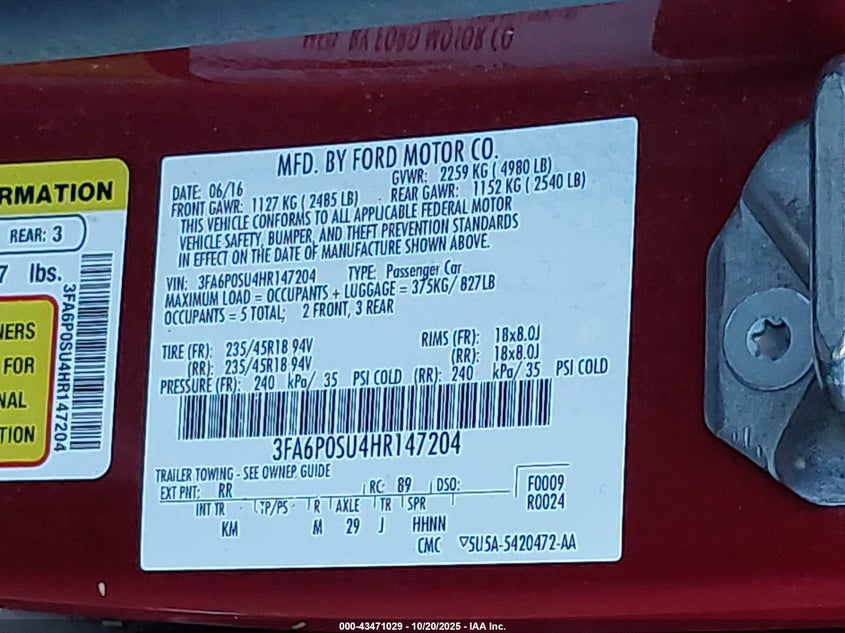 MFD. BY FORD MOTOR CO.
DATE: 06/16 GVWR: 2259 KG ( 4980 LB)
FRONT GAWR: 1127 KG ( 2485 LB) REAR GAWR: 1152 KG ( 2540 LB)
THIS VEHICLE CONFORMS TO ALL APPLICABLE FEDERAL MOTOR
VEHICLE SAFETY, BUMPER, AND THEFT PREVENTION STANDARDS
IN EFFECT ON THE DATE OF MANUFACTURE SHOWN ABOVE.
VIN: 3FA6P0SU4HR147204 TYPE: Passenger Car
MAXIMUM LOAD = OCCUPANTS + LUGGAGE = 375KG/ 827LB
OCCUPANTS = 5 TOTAL; 2 FRONT, 3 REAR
TIRE (FR): 235/45R18 94V RIMS (FR): 18x8.0J
(RR): 235/45R18 94V (RR): 18x8.0J
PRESSURE (FR): 240 kPa/ 35 PSI COLD (RR): 240 kPa/ 35 PSI COLD
3FA6P0SU4HR147204
TRAILER TOWING - SEE OWNER GUIDE
EXT PNT: RR RC: 89 DSO: F0009
R0024
INT TR TP/PS R AXLE TR SPR
KM M 29 J HHNN
CMC 5U5A-5420472-AA
RMATION
REAR: 3
7 lbs.
3FA6P0SU4HR147204
NERS
FOR
NAL
TION
000-43471029 - 10/20/2025 - IAA Inc.